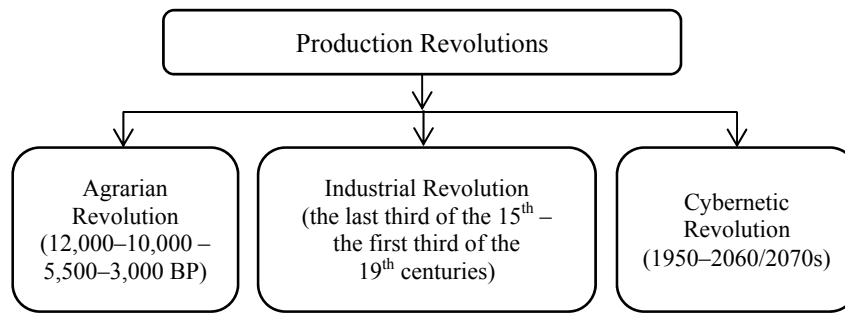 Production Revolutions
Agrarian
Revolution
(12,000–10,000 –
5,500–3,000 BP)
Industrial Revolution
(the last third of the 15th –
the first third of the
19th centuries)
Cybernetic
Revolution
(1950–2060/2070s)